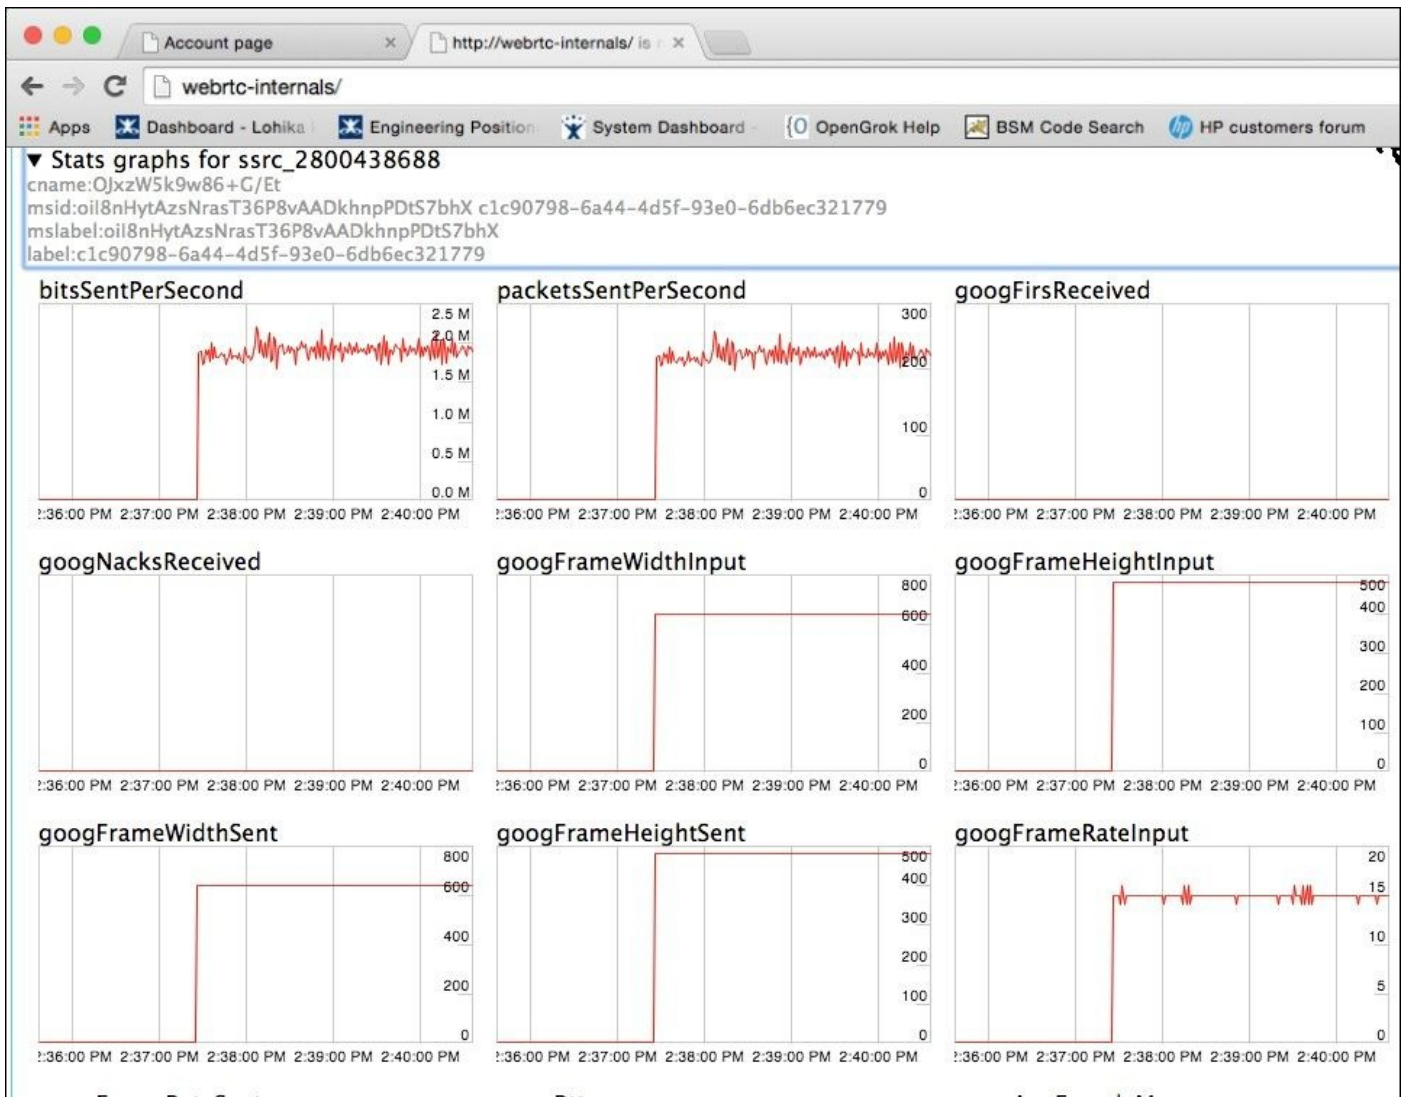 Account page
http://webrtc-internals/ is
webrtc-internals/
Apps Dashboard - Lohika Engineering Position System Dashboard - {O OpenGrok Help BSM Code Search hp HP customers forum
▼ Stats graphs for ssrc_2800438688
cname:OJxzW5k9w86+G/Et
msid:oiI8nHytAzsNrasT36P8vAADkhnpPDtS7bhX c1c90798-6a44-4d5f-93e0-6db6ec321779
mslabel:oiI8nHytAzsNrasT36P8vAADkhnpPDtS7bhX
label:c1c90798-6a44-4d5f-93e0-6db6ec321779
bitsSentPerSecond
2.5 M
2.0 M
1.5 M
1.0 M
0.5 M
0.0 M
2:36:00 PM 2:37:00 PM 2:38:00 PM 2:39:00 PM 2:40:00 PM
packetsSentPerSecond
300
200
100
0
:36:00 PM 2:37:00 PM 2:38:00 PM 2:39:00 PM 2:40:00 PM
googFirsReceived
:36:00 PM 2:37:00 PM 2:38:00 PM 2:39:00 PM 2:40:00 PM
googNacksReceived
:36:00 PM 2:37:00 PM 2:38:00 PM 2:39:00 PM 2:40:00 PM
googFrameWidthInput
800
600
400
200
0
:36:00 PM 2:37:00 PM 2:38:00 PM 2:39:00 PM 2:40:00 PM
googFrameHeightInput
500
400
300
200
100
0
:36:00 PM 2:37:00 PM 2:38:00 PM 2:39:00 PM 2:40:00 PM
googFrameWidthSent
800
600
400
200
0
:36:00 PM 2:37:00 PM 2:38:00 PM 2:39:00 PM 2:40:00 PM
googFrameHeightSent
500
400
300
200
100
0
:36:00 PM 2:37:00 PM 2:38:00 PM 2:39:00 PM 2:40:00 PM
googFrameRateInput
20
15
10
5
0
:36:00 PM 2:37:00 PM 2:38:00 PM 2:39:00 PM 2:40:00 PM